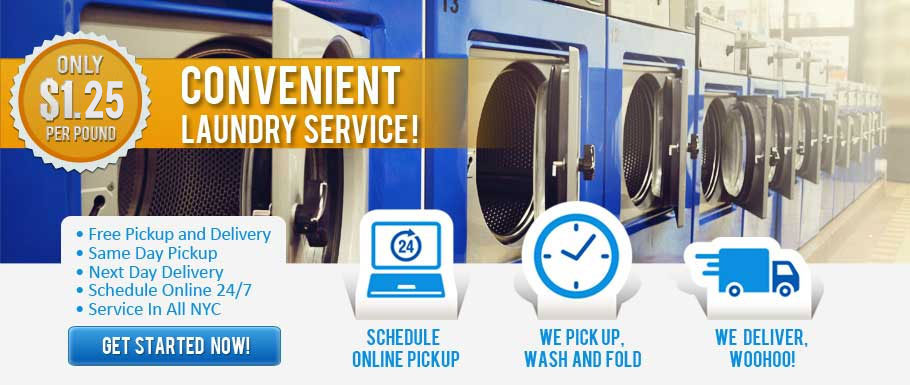 ONLY
$1.25
PER POUND
CONVENIENT
LAUNDRY SERVICE!
13
• Free Pickup and Delivery
• Same Day Pickup
• Next Day Delivery
• Schedule Online 24/7
• Service In All NYC
GET STARTED NOW!
24
SCHEDULE
ONLINE PICKUP
WE PICK UP,
WASH AND FOLD
WE DELIVER,
WOOHOO!